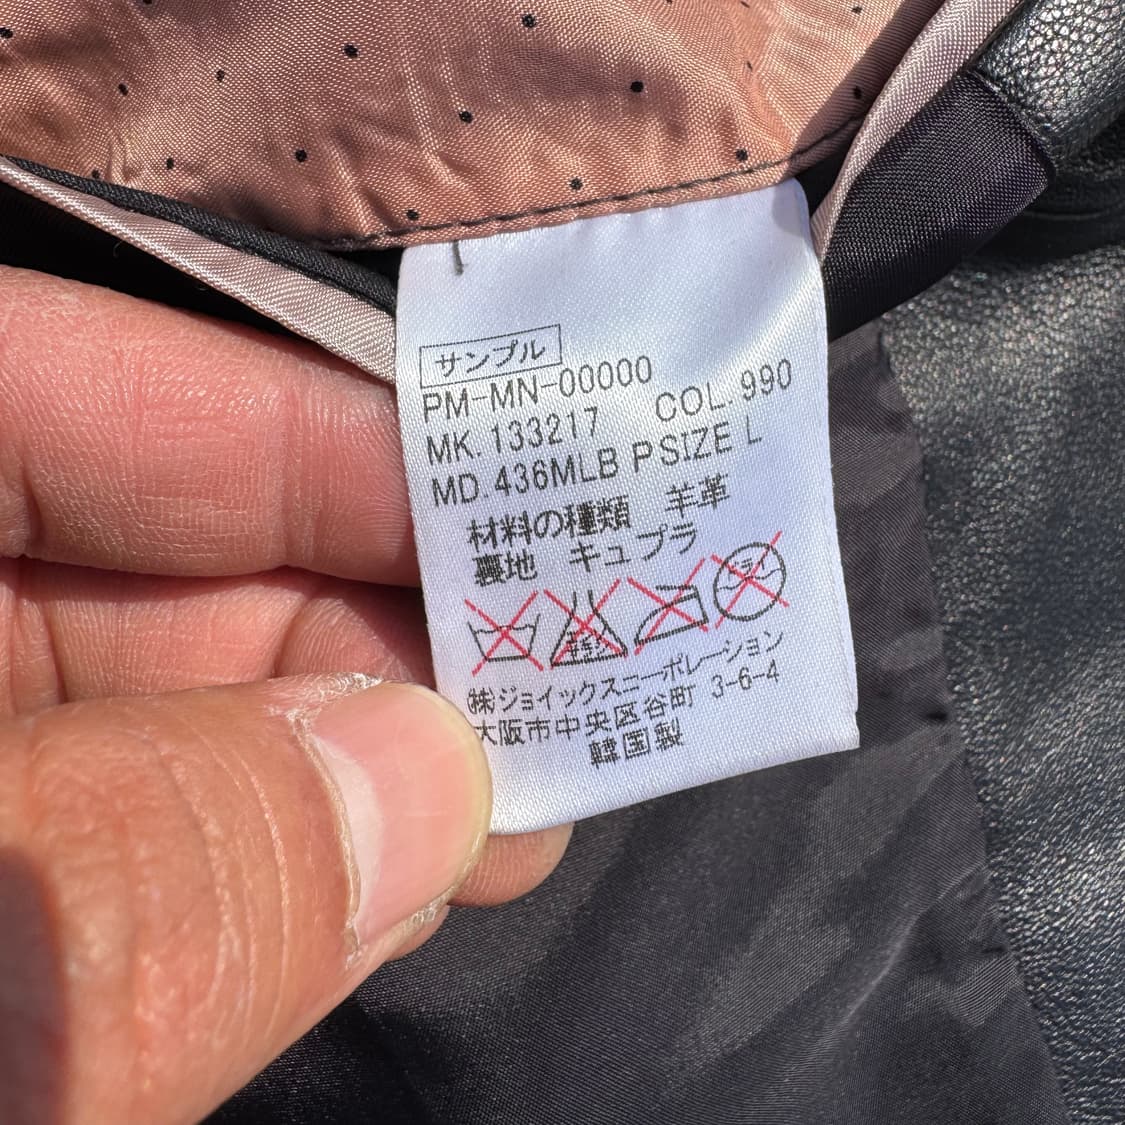 サンプル
PM-MN-00000
MK.133217 COL.990
MD.436MLB P SIZE L
材料の種類 羊革
裏地 キュプラ
(株)ジョイックスコーポレーション
大阪市中央区谷町 3-6-4
韓国製